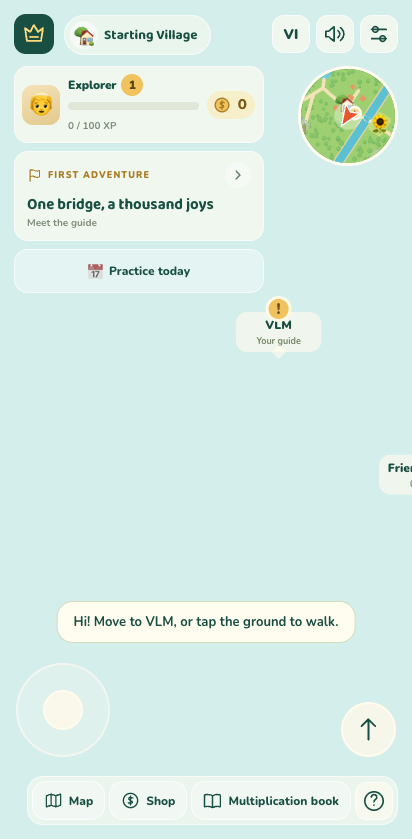 Starting Village
VI
Explorer 1
0
0 / 100 XP
FIRST ADVENTURE
One bridge, a thousand joys
Meet the guide
Practice today
!
VLM
Your guide
Hi! Move to VLM, or tap the ground to walk.
Map
Shop
Multiplication book
?